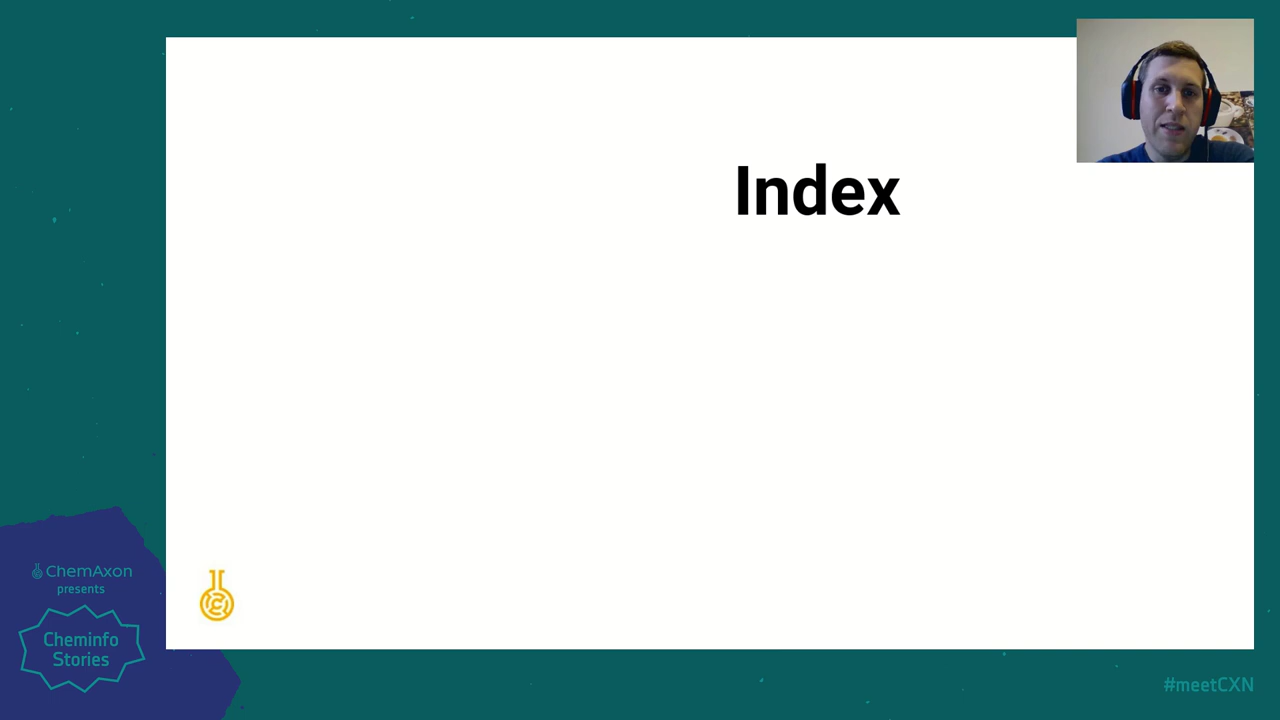 Index
ChemAxon
presents
Cheminfo
Stories
#meetCXN